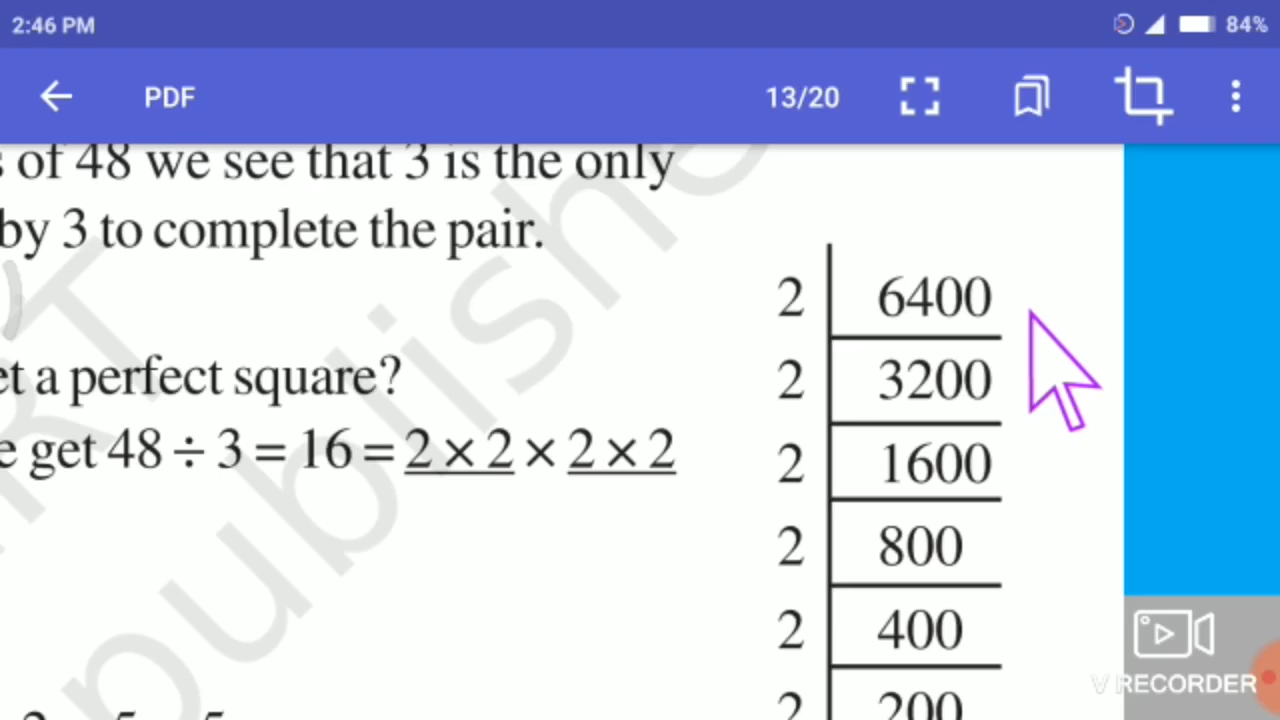 2:46 PM
84%
PDF
13/20
of 48 we see that 3 is the only
by 3 to complete the pair.
et a perfect square?
e get 48 ÷ 3 = 16 = 2 × 2 × 2 × 2
2 6400
2 3200
2 1600
2 800
2 400
2 200
publishe
V RECORDER